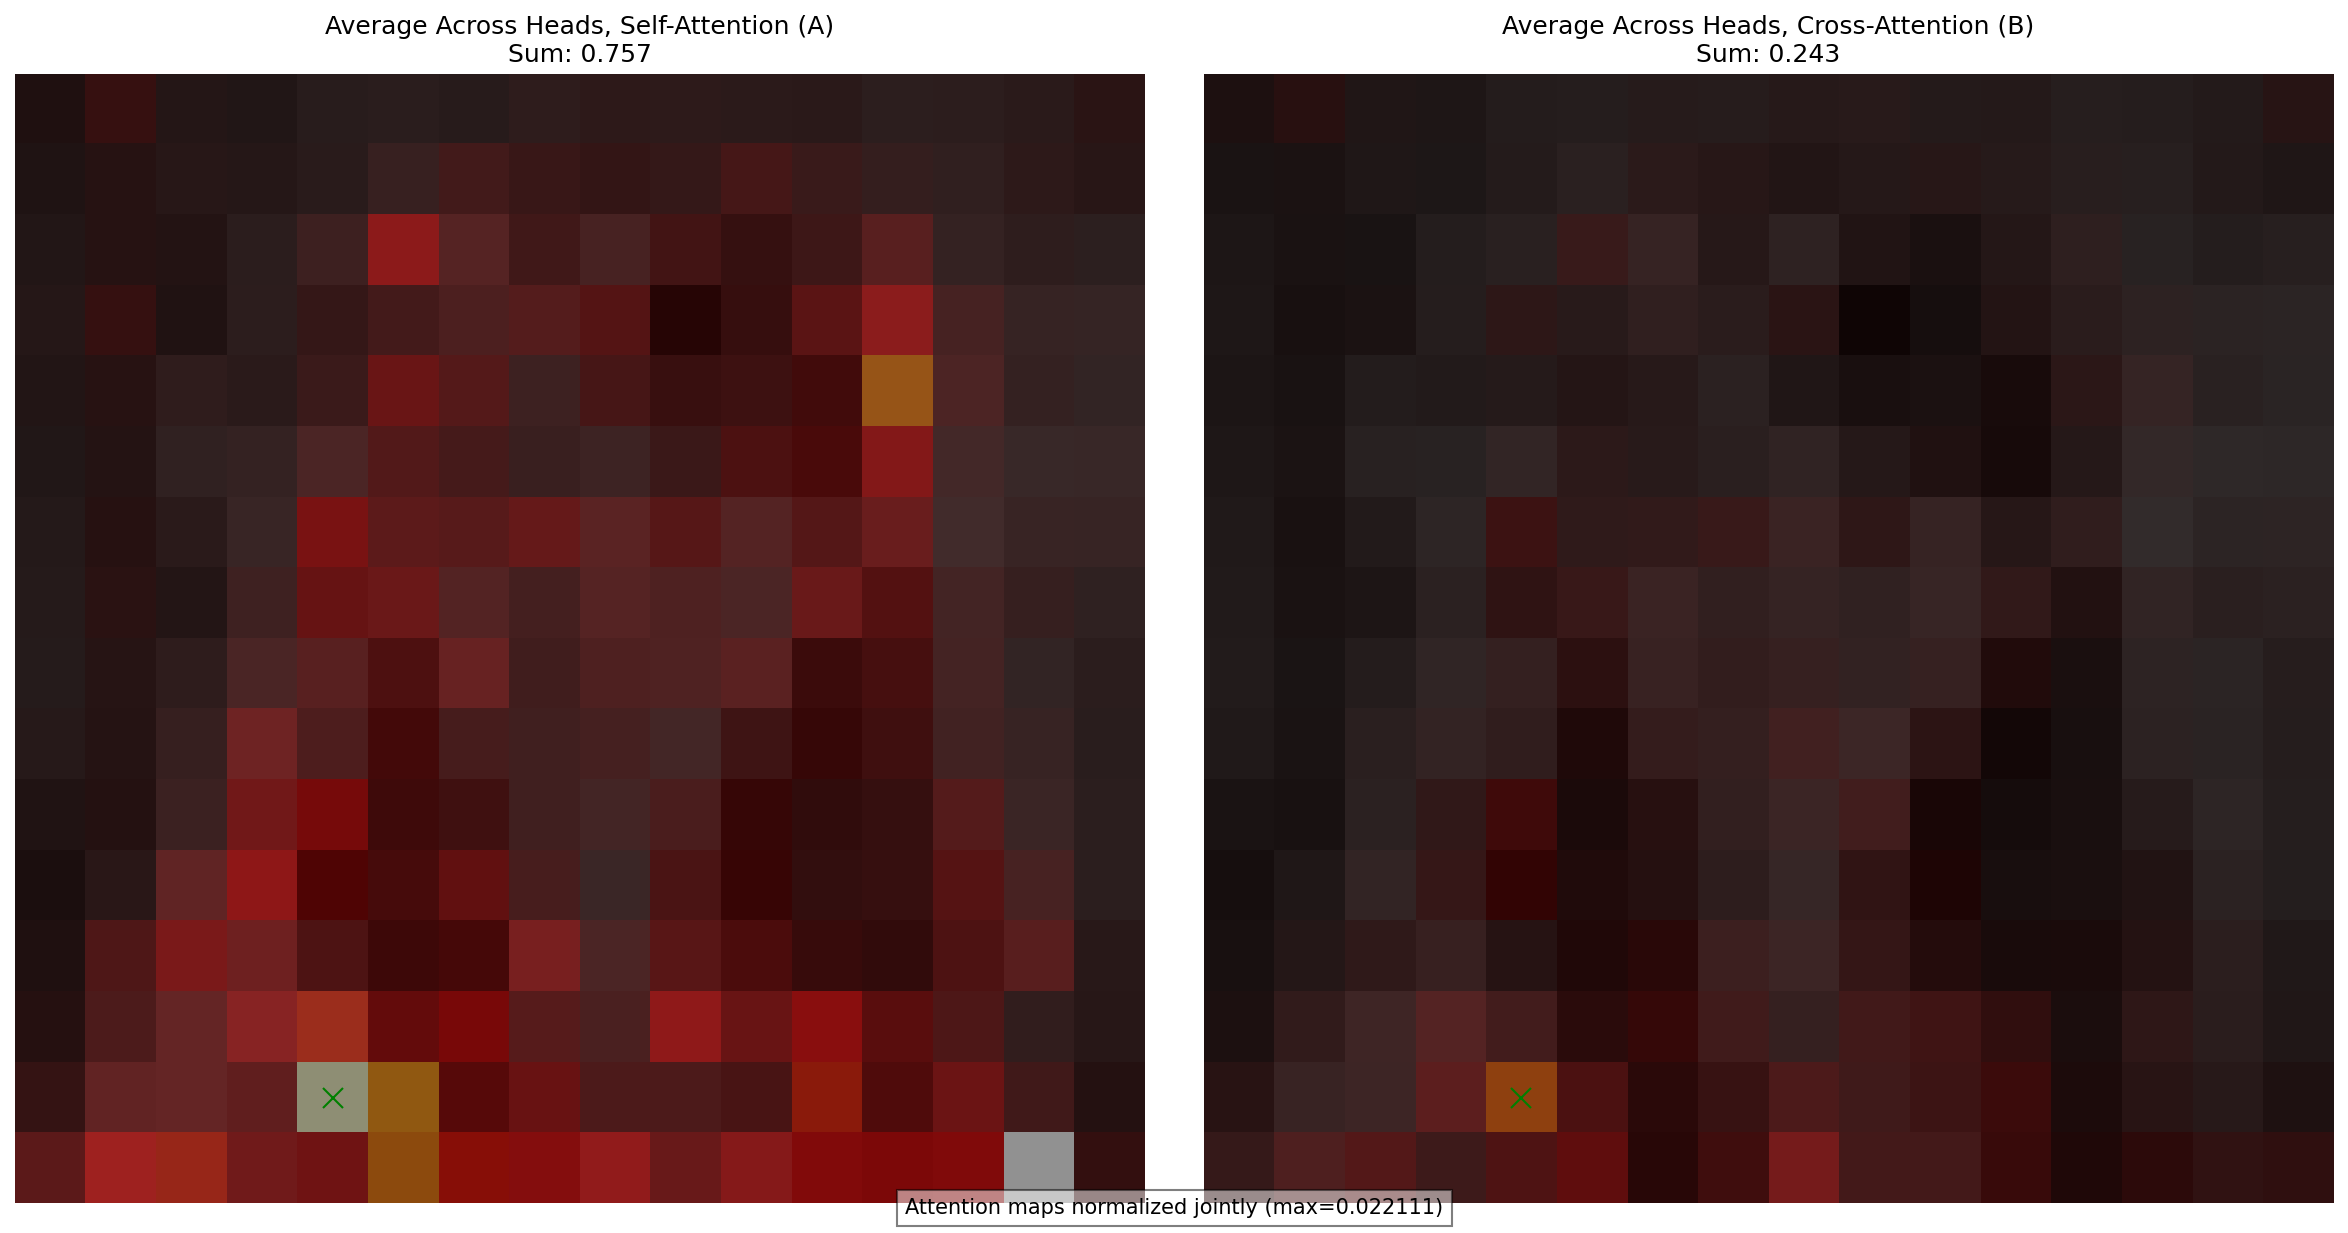 Average Across Heads, Self-Attention (A)
Sum: 0.757
Average Across Heads, Cross-Attention (B)
Sum: 0.243
Attention maps normalized jointly (max=0.022111)